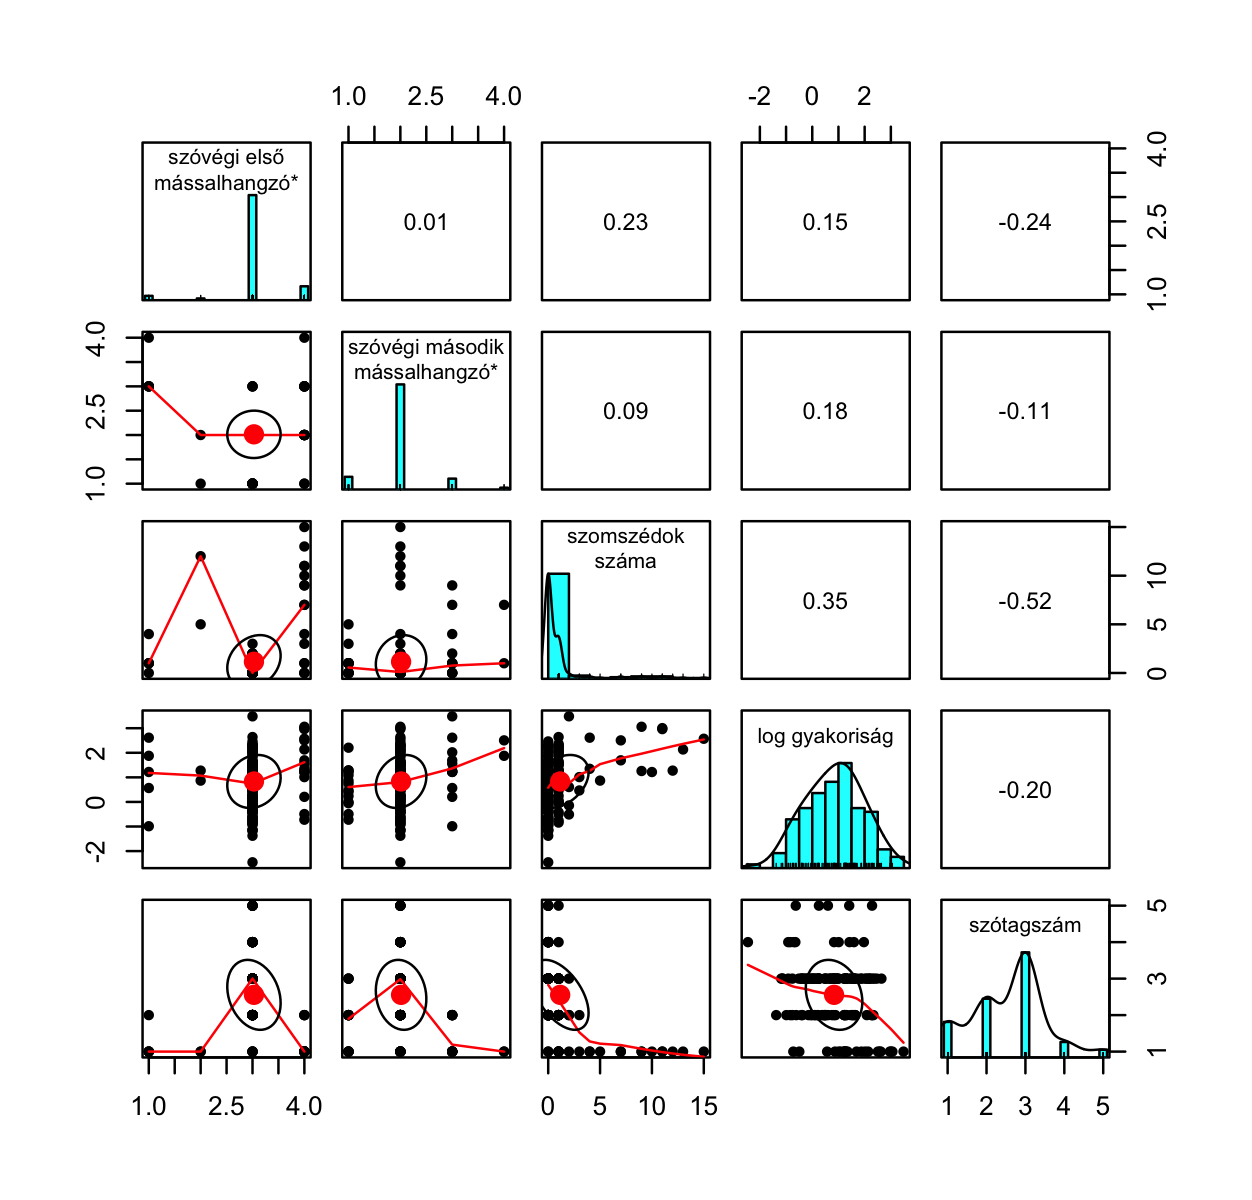 1.0 2.5 4.0 -2 0 2
szóvégi első
mássalhangzó*
0.01 0.23 0.15 -0.24
1.0 2.5 4.0
1.0 2.5 4.0
szóvégi második
mássalhangzó*
0.09 0.18 -0.11
szomszédok
száma
0.35 -0.52
0 5 10
-2 0 2
log gyakoriság
-0.20
szótagszám
1 3 5
1.0 2.5 4.0 0 5 10 15 1 2 3 4 5